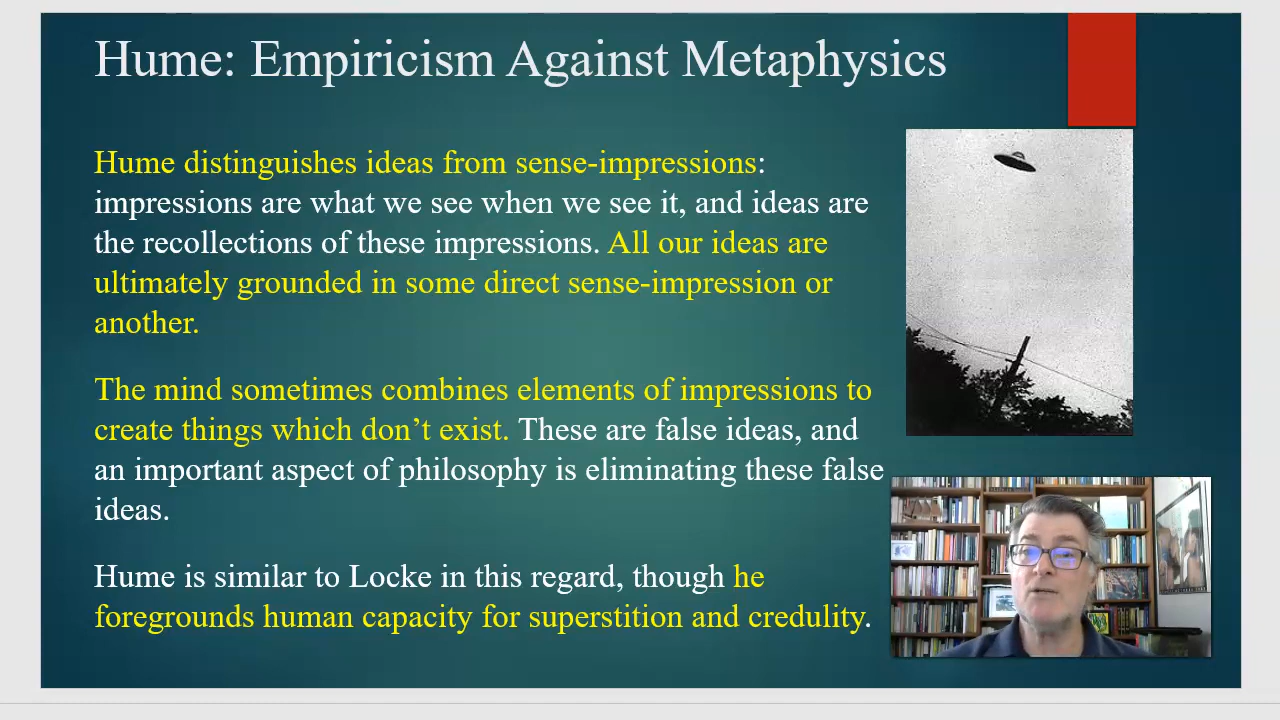 Hume: Empiricism Against Metaphysics
Hume distinguishes ideas from sense-impressions:
impressions are what we see when we see it, and ideas are
the recollections of these impressions. All our ideas are
ultimately grounded in some direct sense-impression or
another.
The mind sometimes combines elements of impressions to
create things which don’t exist. These are false ideas, and
an important aspect of philosophy is eliminating these false
ideas.
Hume is similar to Locke in this regard, though he
foregrounds human capacity for superstition and credulity.